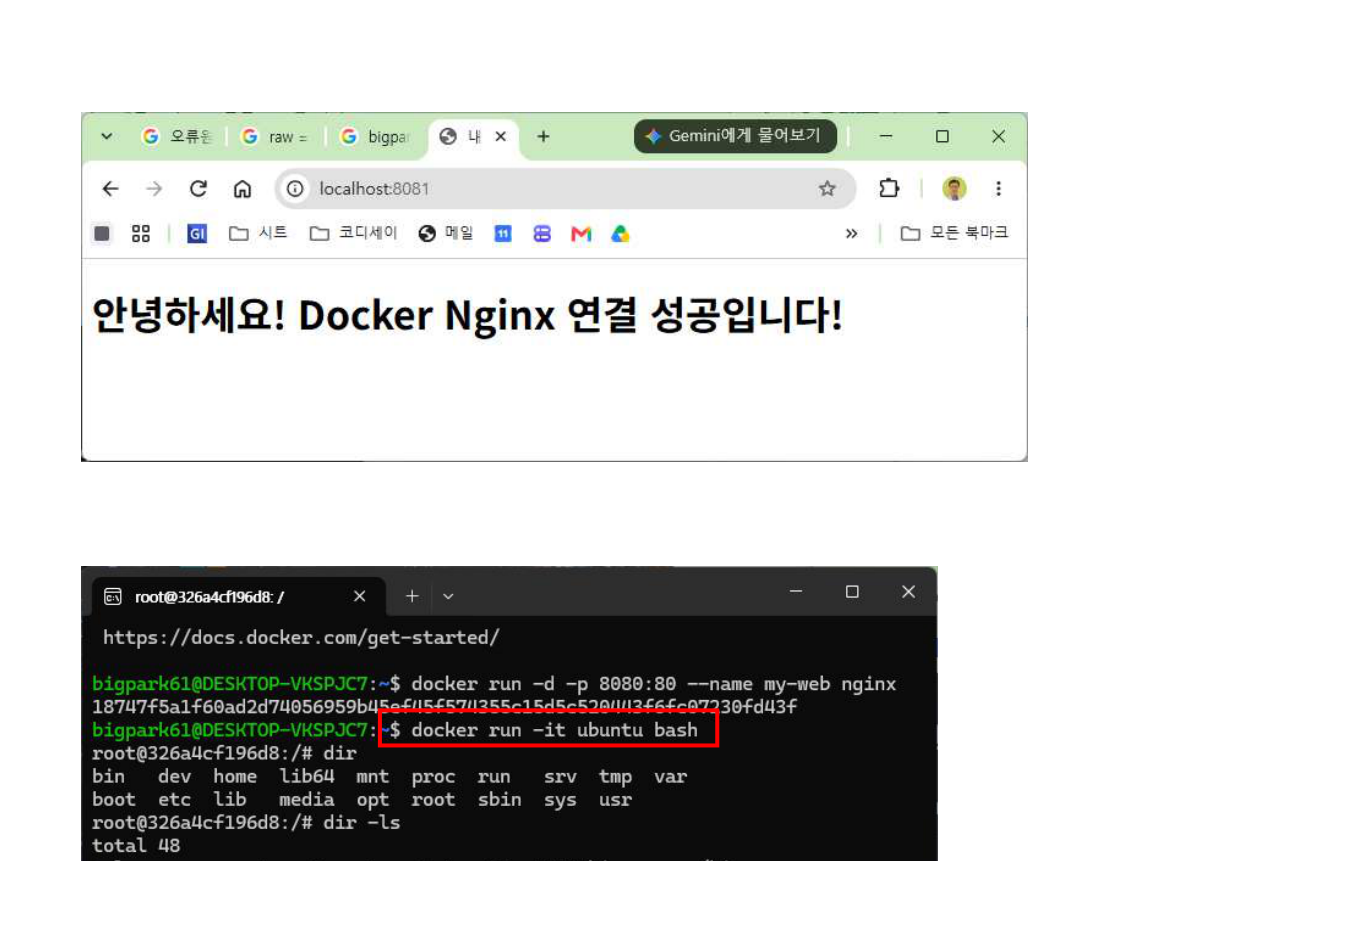 오류원
raw =
bigpar
내
Gemini에게 물어보기
localhost:8081
GI
시트
코디세이
메일
11
모든 북마크
안녕하세요! Docker Nginx 연결 성공입니다!
root@326a4cf196d8: /
https://docs.docker.com/get-started/
bigpark61@DESKTOP-VKSPJC7:~$ docker run -d -p 8080:80 --name my-web nginx
18747f5a1f60ad2d74056959b45ef45f574355c15d5c520443f6fc07230fd43f
bigpark61@DESKTOP-VKSPJC7:~$ docker run -it ubuntu bash
root@326a4cf196d8:/# dir
bin dev home lib64 mnt proc run srv tmp var
boot etc lib media opt root sbin sys usr
root@326a4cf196d8:/# dir -ls
total 48